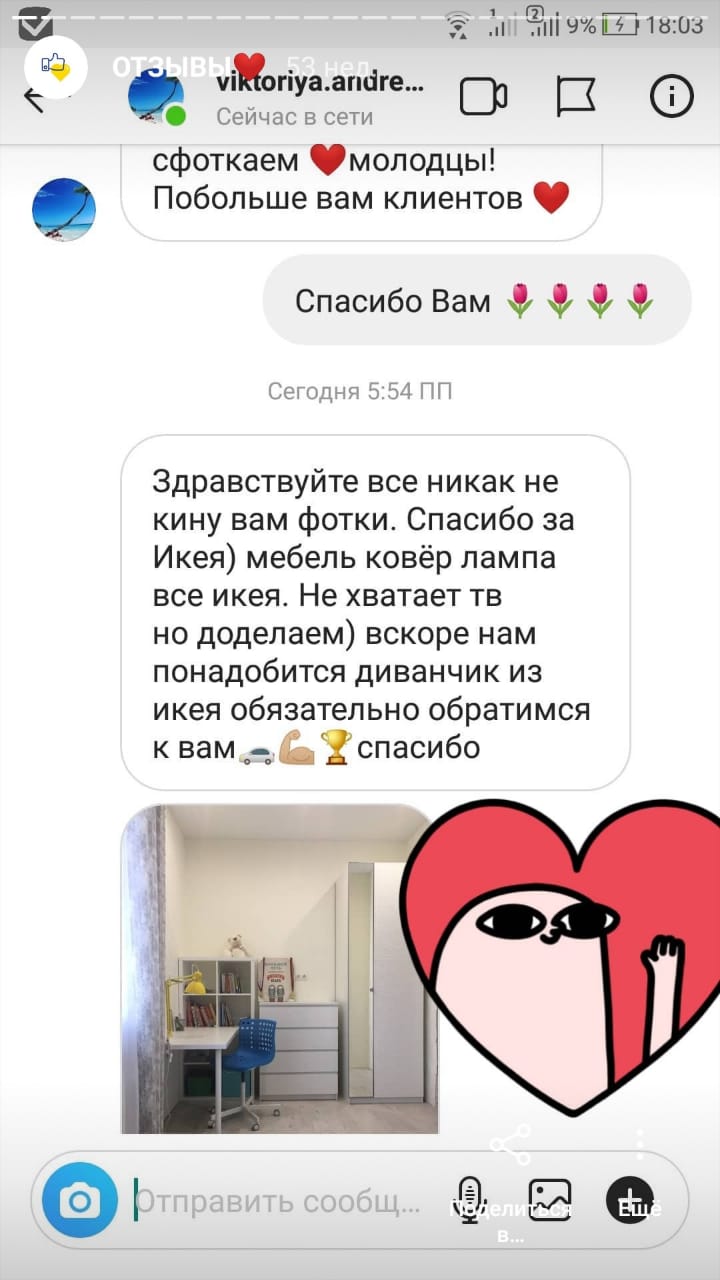 1 2 9% 18:03
ОТЗЫВЫ❤ 53 нед.
viktoriya.andre...
Сейчас в сети
сфоткаем ❤молодцы!
Побольше вам клиентов ❤
Спасибо Вам 🌷🌷🌷🌷
Сегодня 5:54 ПП
Здравствуйте все никак не
кину вам фотки. Спасибо за
Икея) мебель ковёр лампа
все икея. Не хватает тв
но доделаем) вскоре нам
понадобится диванчик из
икея обязательно обратимся
к вам🚗💪🏼🏆спасибо
Отправить сообщ...
Поделиться
в...
Ещё